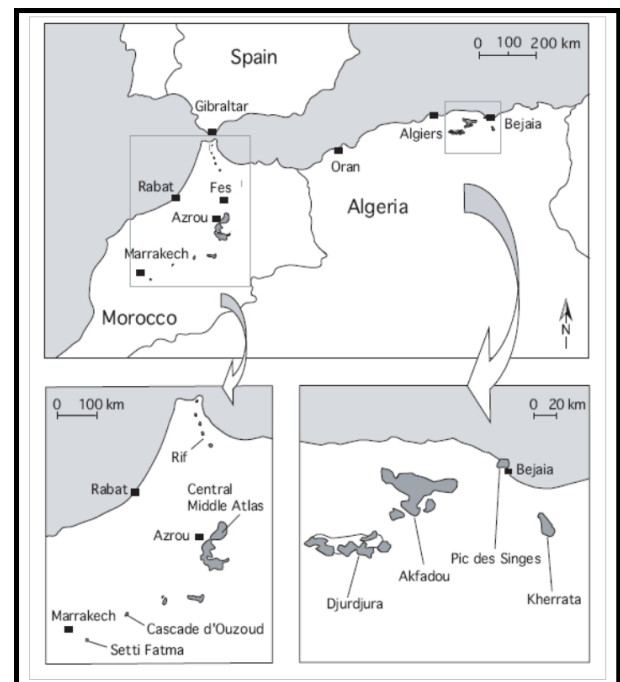 Spain
0 100 200 km
Gibraltar
Algiers
Bejaia
Oran
Rabat
Fes
Azrou
Algeria
Marrakech
Morocco
N
0 100 km
Rif
Rabat
Central
Middle Atlas
Azrou
Marrakech
Cascade d'Ouzoud
Setti Fatma
0 20 km
Bejaia
Pic des Singes
Akfadou
Djurdjura
Kherrata